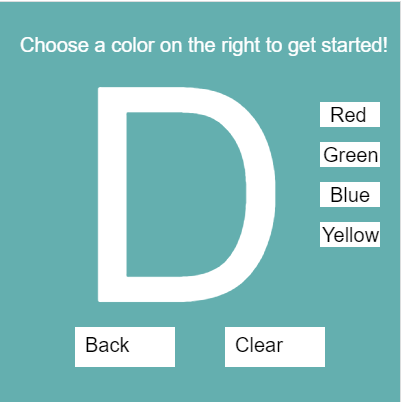 Choose a color on the right to get started!
D
Red
Green
Blue
Yellow
Back
Clear